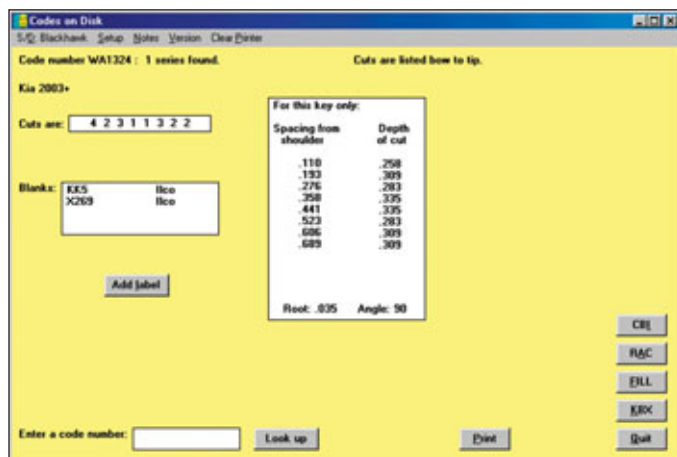 Codes on Disk
S/D: Blackhawk Setup Notes Version Clear Printer
Code number WA1324 : 1 series found. Cuts are listed bow to tip.
Kia 2003+
Cuts are: 4 2 3 1 1 3 2 2
Blanks: KK5 Ilco
X269 Ilco
Add label
For this key only:
Spacing from shoulder Depth of cut
.110 .258
.193 .309
.276 .283
.358 .335
.441 .335
.523 .283
.606 .309
.689 .309
Root: .035 Angle: 90
CBI
RAC
FILL
KRX
Enter a code number: Look up Print Quit